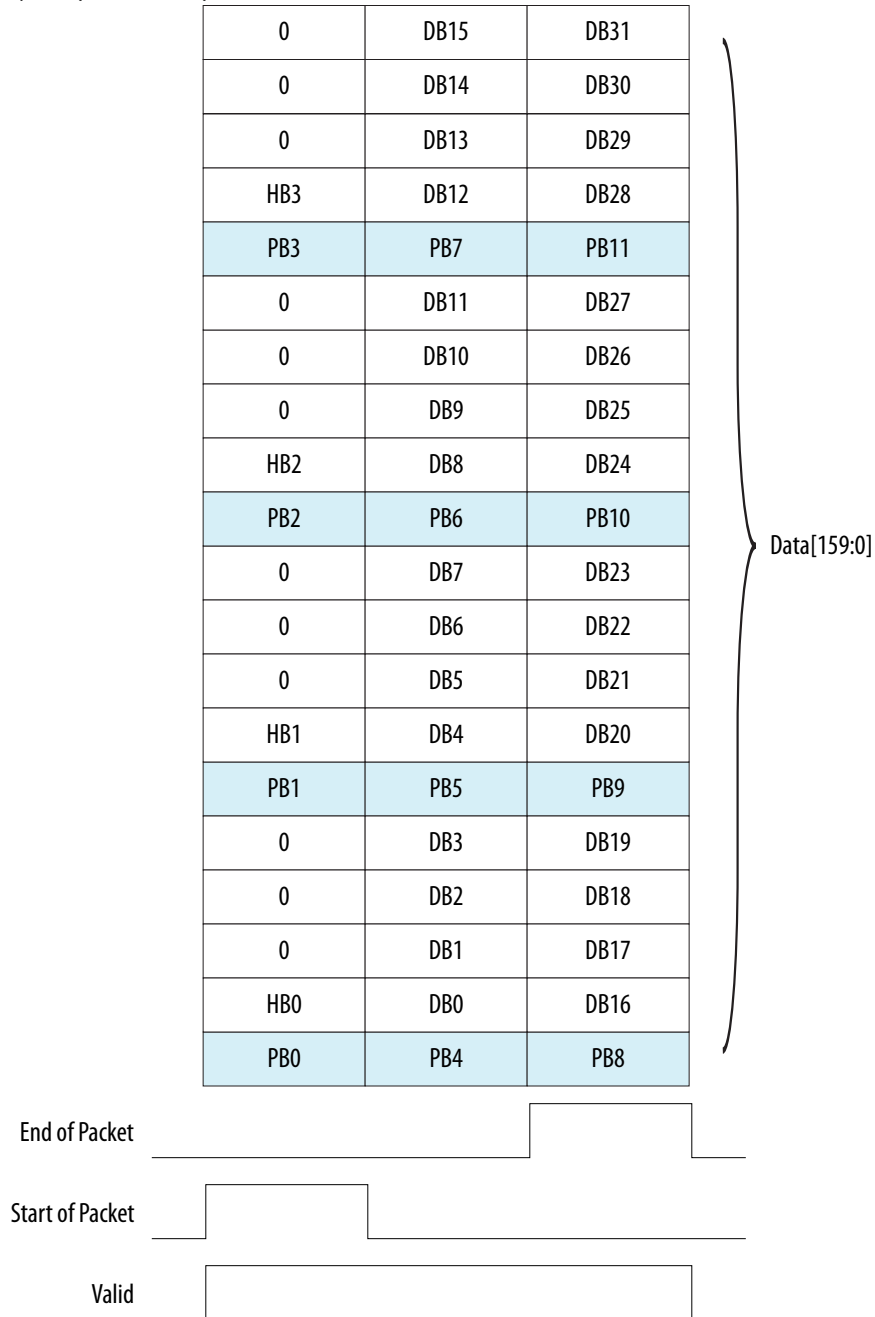 0 DB15 DB31
0 DB14 DB30
0 DB13 DB29
HB3 DB12 DB28
PB3 PB7 PB11
0 DB11 DB27
0 DB10 DB26
0 DB9 DB25
HB2 DB8 DB24
PB2 PB6 PB10
Data[159:0]
0 DB7 DB23
0 DB6 DB22
0 DB5 DB21
HB1 DB4 DB20
PB1 PB5 PB9
0 DB3 DB19
0 DB2 DB18
0 DB1 DB17
HB0 DB0 DB16
PB0 PB4 PB8
End of Packet
Start of Packet
Valid